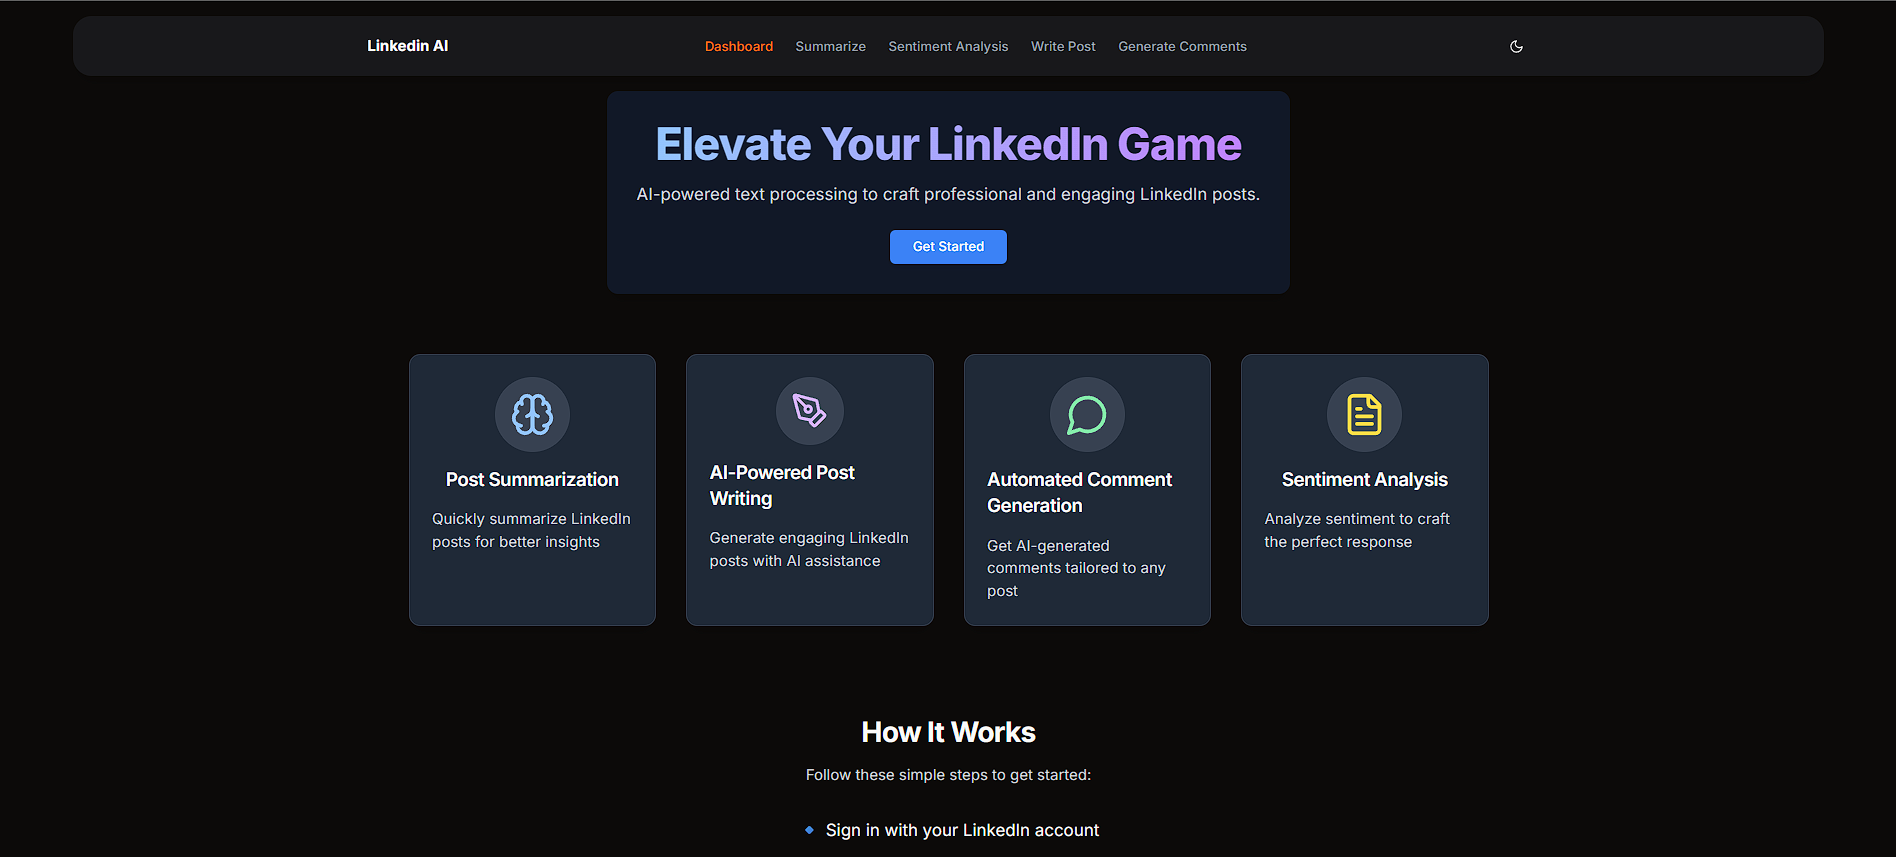 Linkedin AI
Dashboard Summarize Sentiment Analysis Write Post Generate Comments
Elevate Your LinkedIn Game
AI-powered text processing to craft professional and engaging LinkedIn posts.
Get Started
Post Summarization
Quickly summarize LinkedIn
posts for better insights
AI-Powered Post
Writing
Generate engaging LinkedIn
posts with AI assistance
Automated Comment
Generation
Get AI-generated
comments tailored to any
post
Sentiment Analysis
Analyze sentiment to craft
the perfect response
How It Works
Follow these simple steps to get started:
Sign in with your LinkedIn account